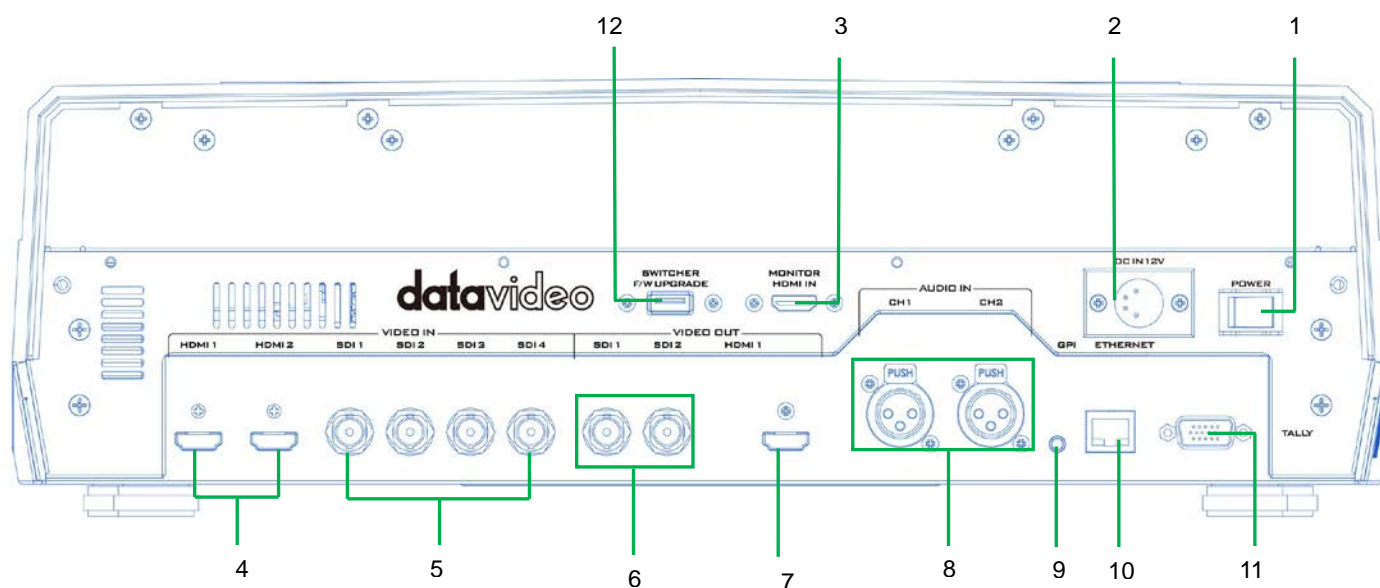 12 3 2 1
SWITCHER
F/W UPGRADE
MONITOR
HDMI IN
DC IN 12V
POWER
datavideo
AUDIO IN
CH1 CH2
VIDEO IN VIDEO OUT
HDMI 1 HDMI 2 SDI 1 SDI 2 SDI 3 SDI 4 SDI 1 SDI 2 HDMI 1
GPI ETHERNET
PUSH PUSH
TALLY
4 5 6 7 8 9 10 11